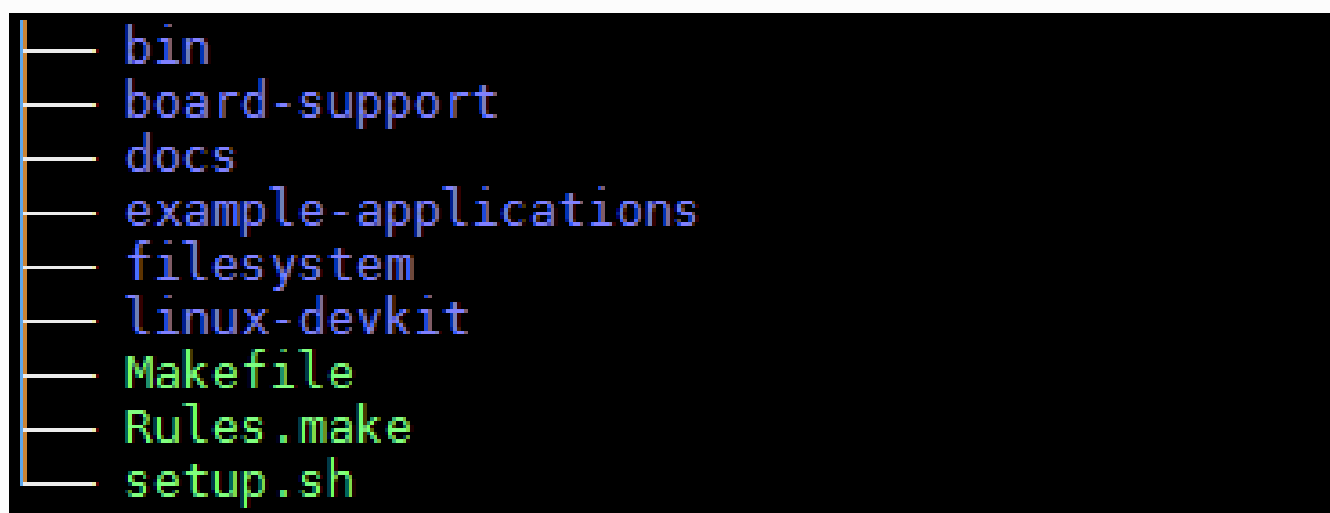 bin
board-support
docs
example-applications
filesystem
linux-devkit
Makefile
Rules.make
setup.sh